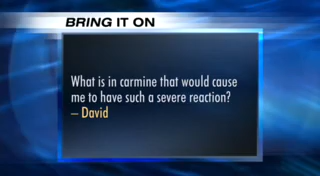 BRING IT ON
What is in carmine that would cause
me to have such a severe reaction?
– David